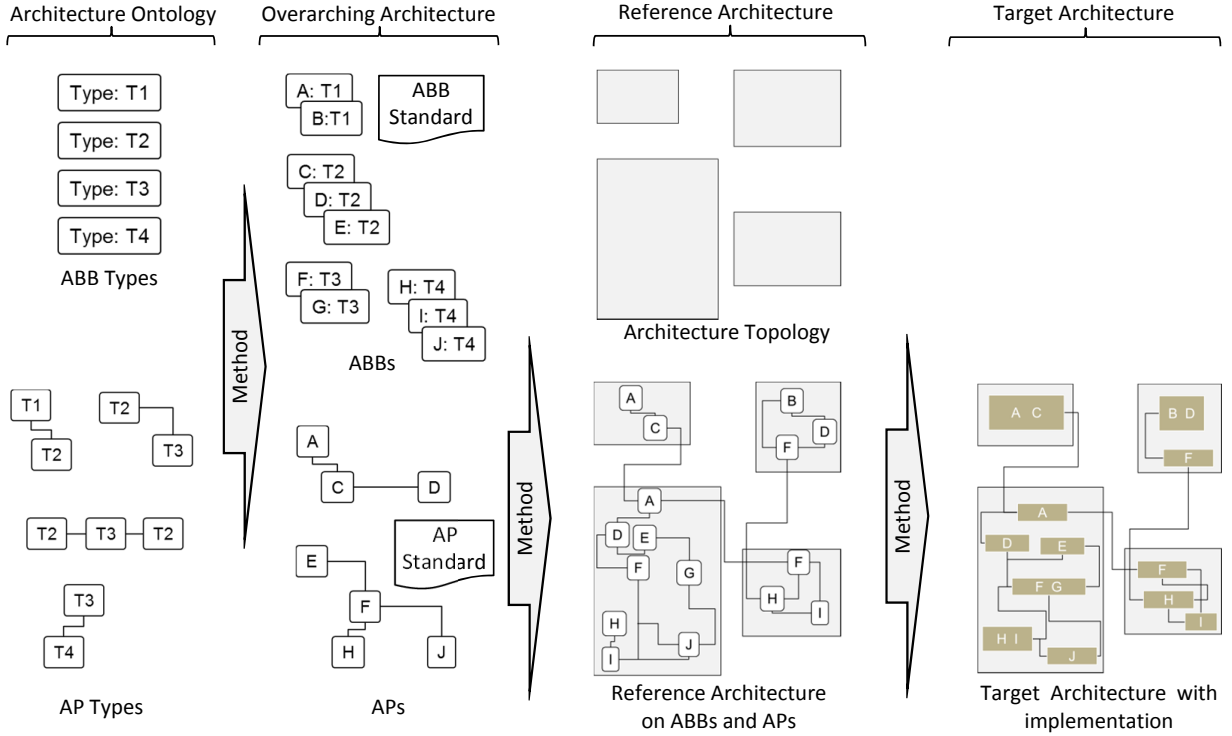 Architecture Ontology
Overarching Architecture
Reference Architecture
Target Architecture
Type: T1
Type: T2
Type: T3
Type: T4
ABB Types
T1
T2
T2
T3
T2
T3
T2
T3
T4
AP Types
Method
A: T1
B:T1
ABB
Standard
C: T2
D: T2
E: T2
F: T3
G: T3
H: T4
I: T4
J: T4
ABBs
A
C
D
AP
Standard
E
F
H
J
APs
Method
Architecture Topology
A
C
B
D
F
A
D
E
F
G
H
I
J
F
H
I
Reference Architecture
on ABBs and APs
Method
A C
B D
F
A
D
E
F G
H I
J
F
H
I
Target Architecture with
implementation